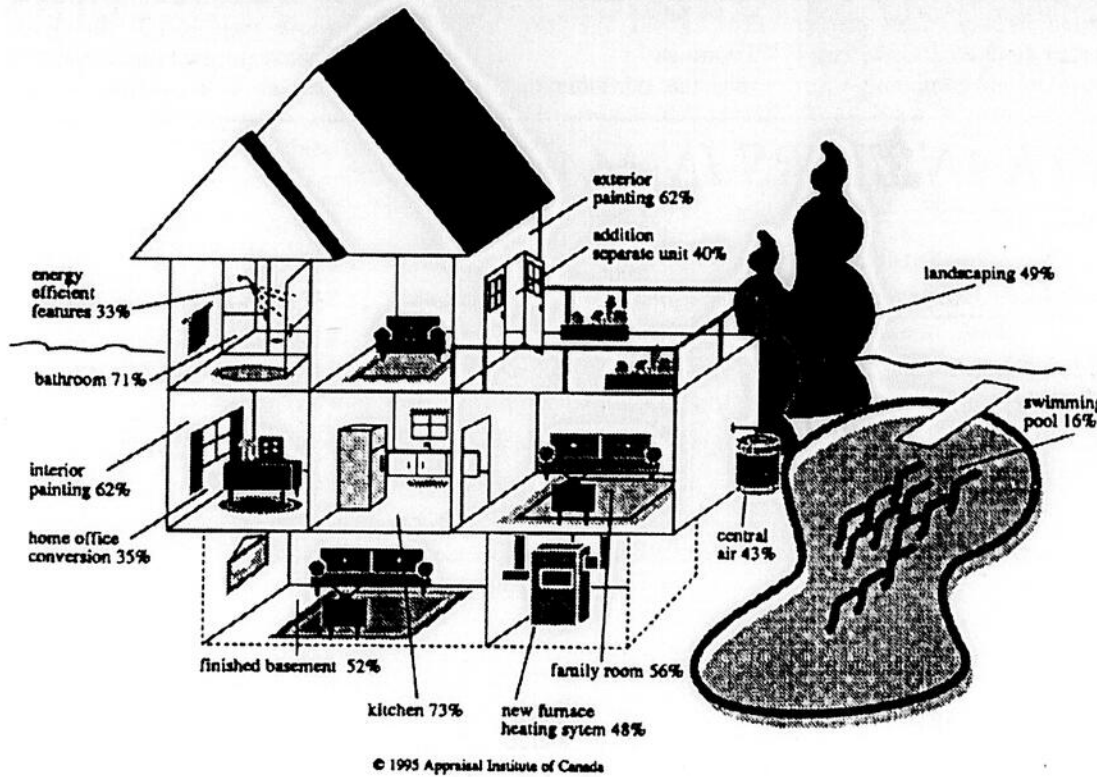 exterior
painting 62%
addition
separate unit 40%
energy
efficient
features 33%
landscaping 49%
bathroom 71%
swimming
pool 16%
interior
painting 62%
home office
conversion 35%
central
air 43%
finished basement 52%
family room 56%
kitchen 73%
new furnace
heating sytem 48%
© 1995 Appraisal Institute of Canada